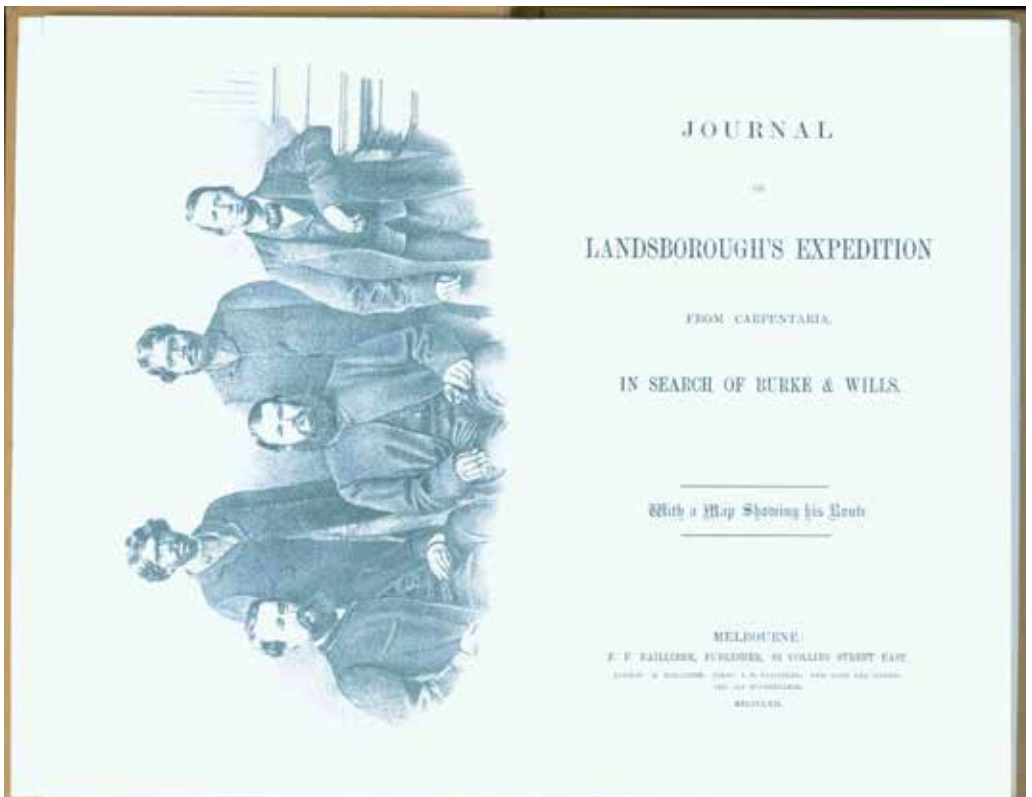 JOURNAL
OF
LANDSBOROUGH'S EXPEDITION
FROM CARPENTARIA,
IN SEARCH OF BURKE & WILLS.
With a Map Showing his Route
MELBOURNE:
F. F. BAILLIERE, PUBLISHER, COLLINS STREET EAST
MDCCCLXII.